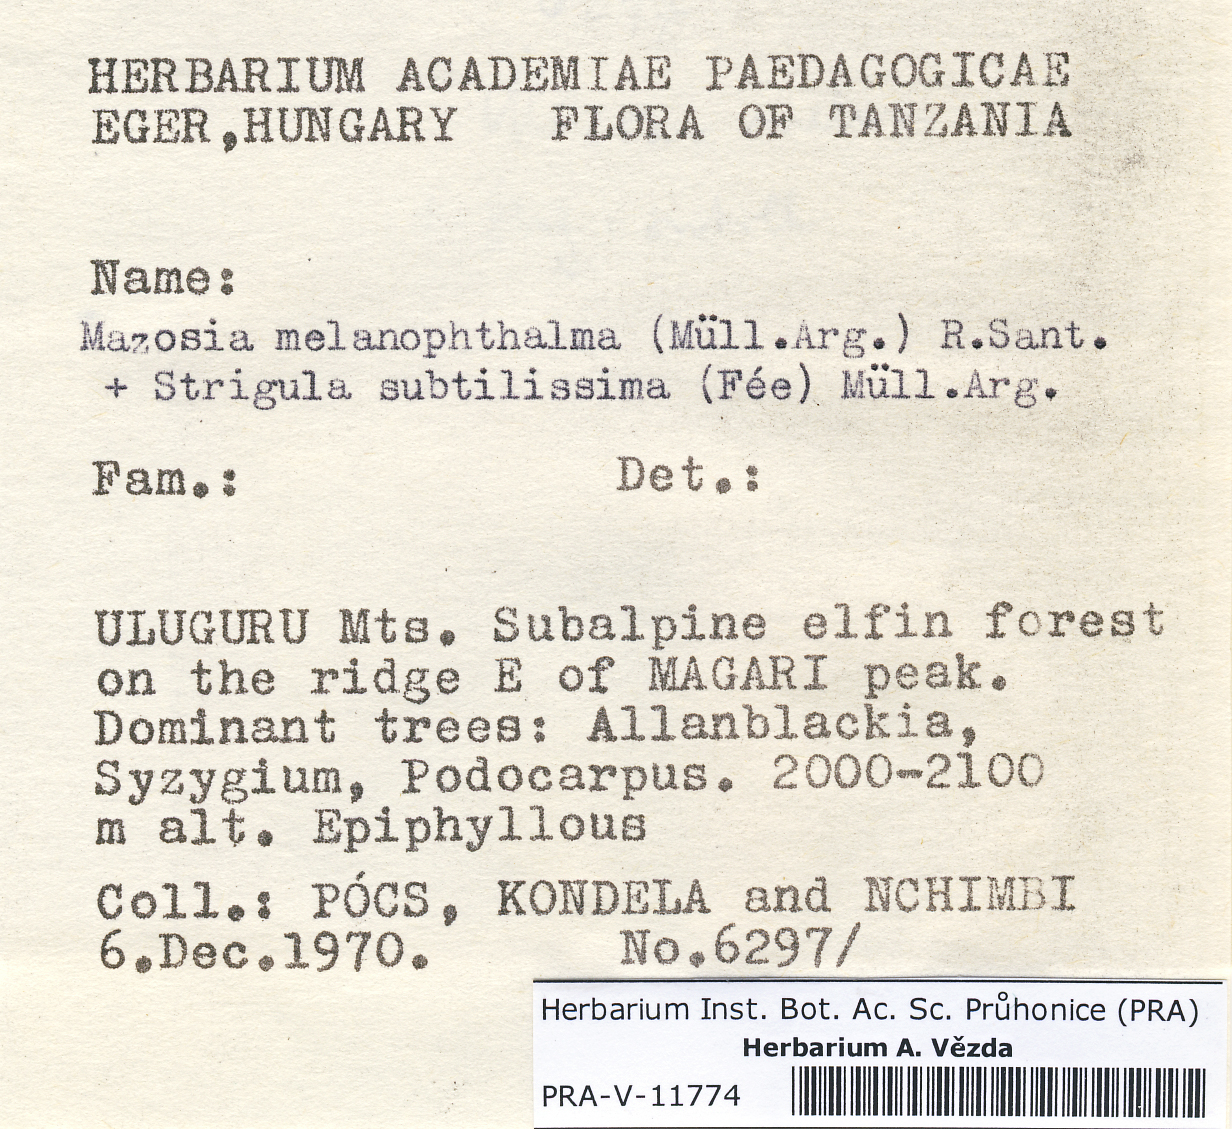 HERBARIUM ACADEMIAE PAEDAGOGICAE
EGER,HUNGARY FLORA OF TANZANIA
Name:
Mazosia melanophthalma (Müll.Arg.) R.Sant.
+ Strigula subtilissima (Fée) Müll.Arg.
Fam.: Det.:
ULUGURU Mts. Subalpine elfin forest
on the ridge E of MAGARI peak.
Dominant trees: Allanblackia,
Syzygium, Podocarpus. 2000-2100
m alt. Epiphyllous
Coll.: PÓCS, KONDELA and NCHIMBI
6.Dec.1970. No.6297/
Herbarium Inst. Bot. Ac. Sc. Průhonice (PRA)
Herbarium A. Vězda
PRA-V-11774